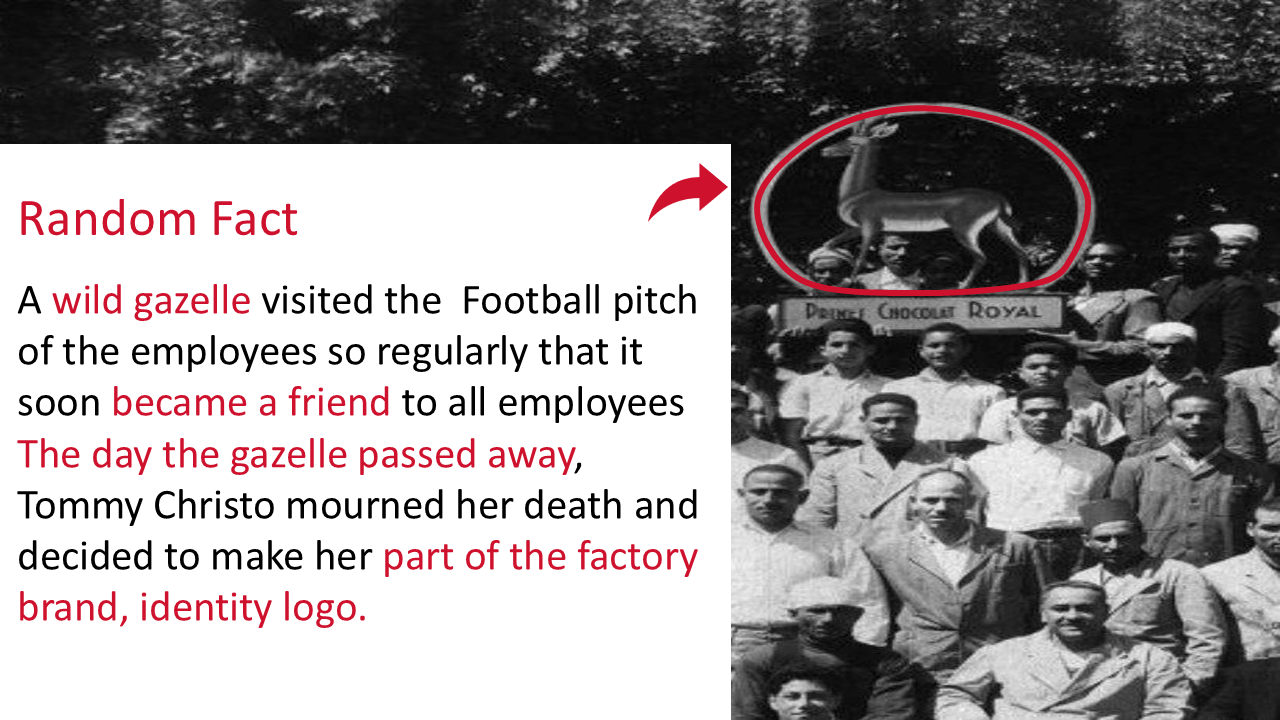 Random Fact
A wild gazelle visited the  Football pitch
of the employees so regularly that it
soon became a friend to all employees
The day the gazelle passed away,
Tommy Christo mourned her death and
decided to make her part of the factory
brand, identity logo.
PRINCE CHOCOLAT ROYAL